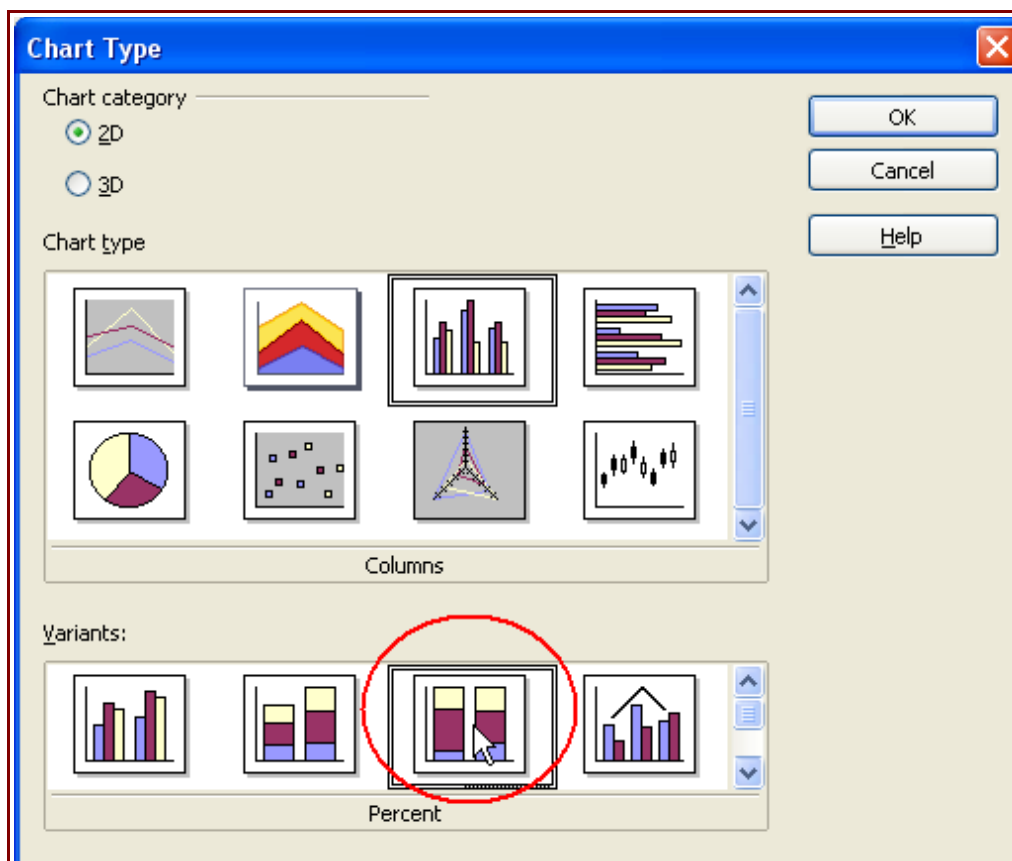 Chart Type
Chart category
2D
3D
OK
Cancel
Help
Chart type
Columns
Variants:
Percent